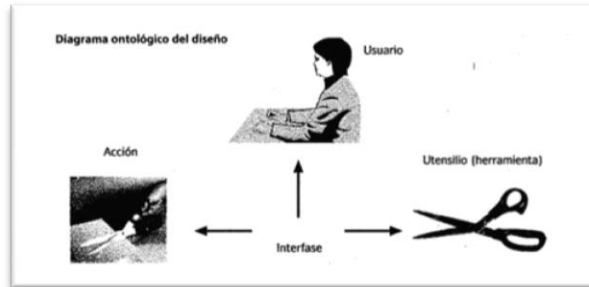 Diagrama ontológico del diseño
Usuario
Acción
Utensilio (herramienta)
Interfase